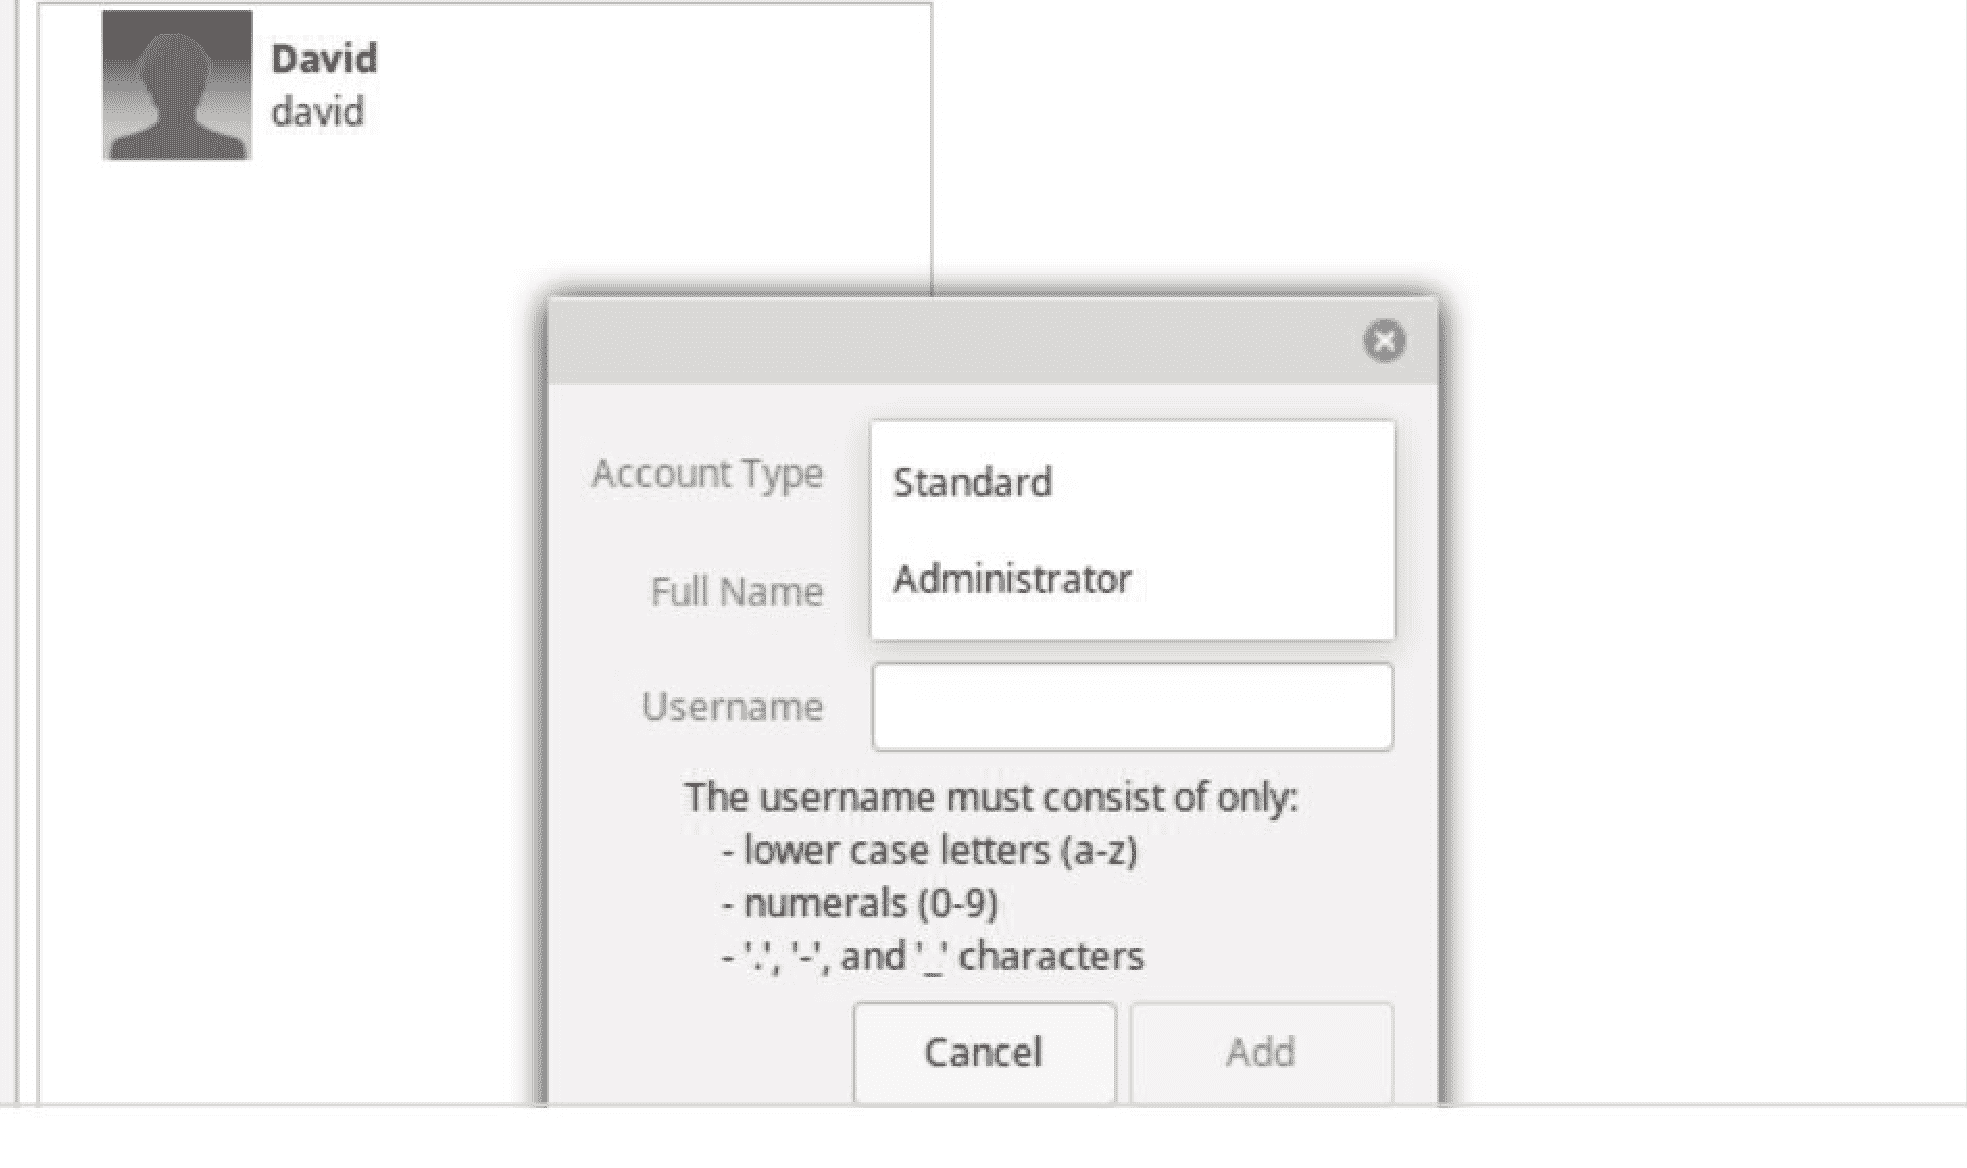 David
david
Account Type
Standard
Administrator
Full Name
Username
The username must consist of only:
- lower case letters (a-z)
- numerals (0-9)
- '.', '-', and '_' characters
Cancel
Add